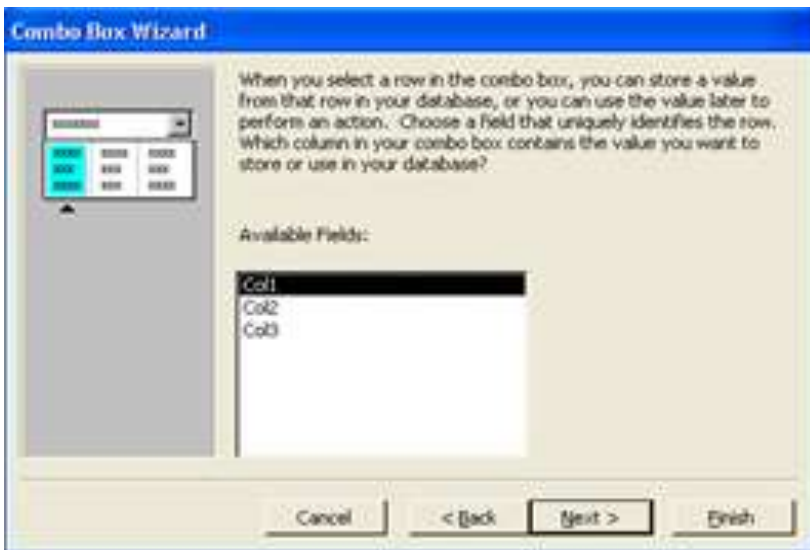 Combo Box Wizard
When you select a row in the combo box, you can store a value
from that row in your database, or you can use the value later to
perform an action. Choose a field that uniquely identifies the row.
Which column in your combo box contains the value you want to
store or use in your database?
Available Fields:
Col1
Col2
Col3
Cancel
< Back
Next >
Finish